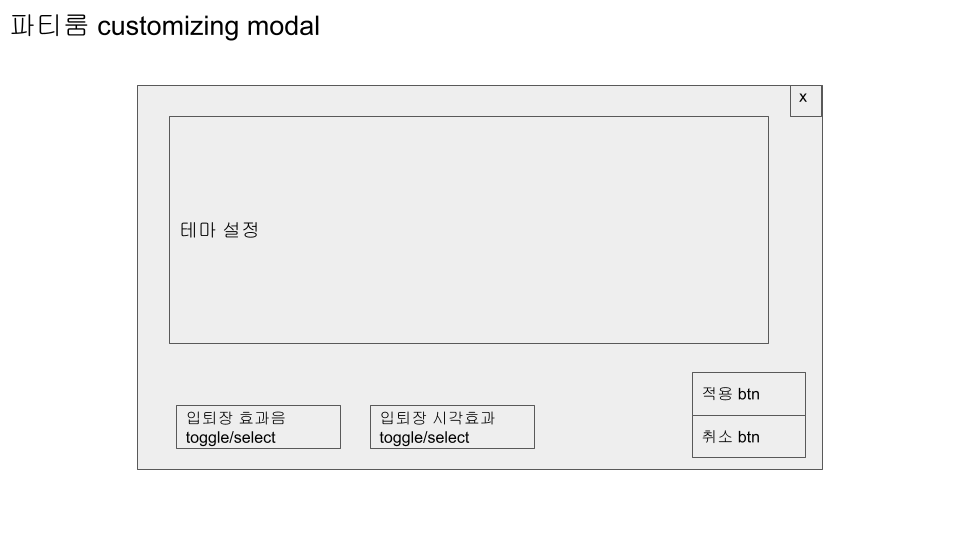 파티룸 customizing modal
x
테마 설정
적용 btn
입퇴장 효과음
toggle/select
입퇴장 시각효과
toggle/select
취소 btn